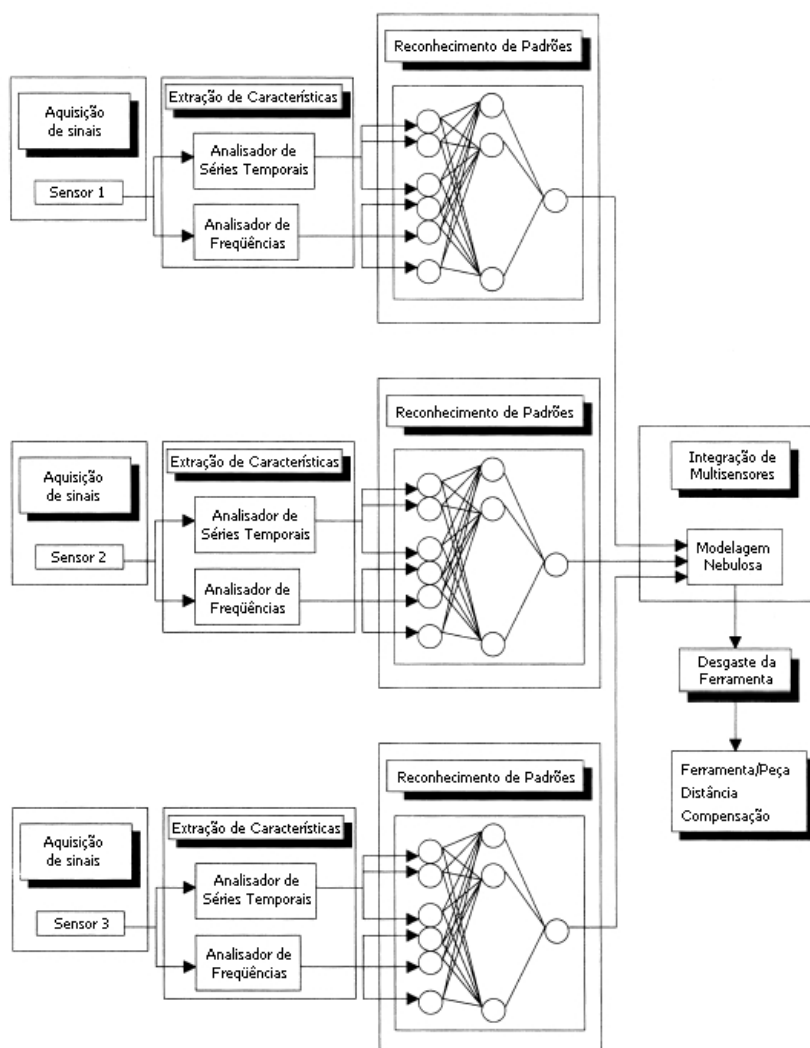 Reconhecimento de Padrões
Aquisição
de sinais
Extração de Características
Sensor 1
Analisador de
Séries Temporais
Analisador de
Freqüências
Reconhecimento de Padrões
Aquisição
de sinais
Extração de Características
Sensor 2
Analisador de
Séries Temporais
Analisador de
Freqüências
Integração de
Multisensores
Modelagem
Nebulosa
Desgaste da
Ferramenta
Ferramenta/Peça
Distância
Compensação
Reconhecimento de Padrões
Aquisição
de sinais
Extração de Características
Sensor 3
Analisador de
Séries Temporais
Analisador de
Freqüências